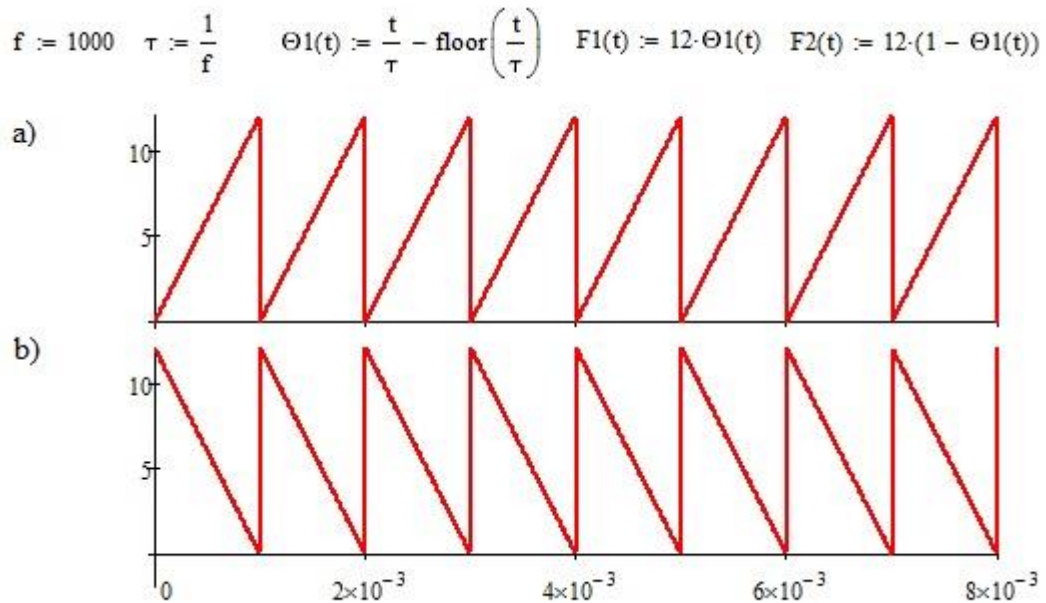 f := 1000 τ := 1/f Θ1(t) := t/τ − floor(t/τ) F1(t) := 12·Θ1(t) F2(t) := 12·(1 − Θ1(t))
a)
10
5
b)
10
5
0 2×10⁻³ 4×10⁻³ 6×10⁻³ 8×10⁻³